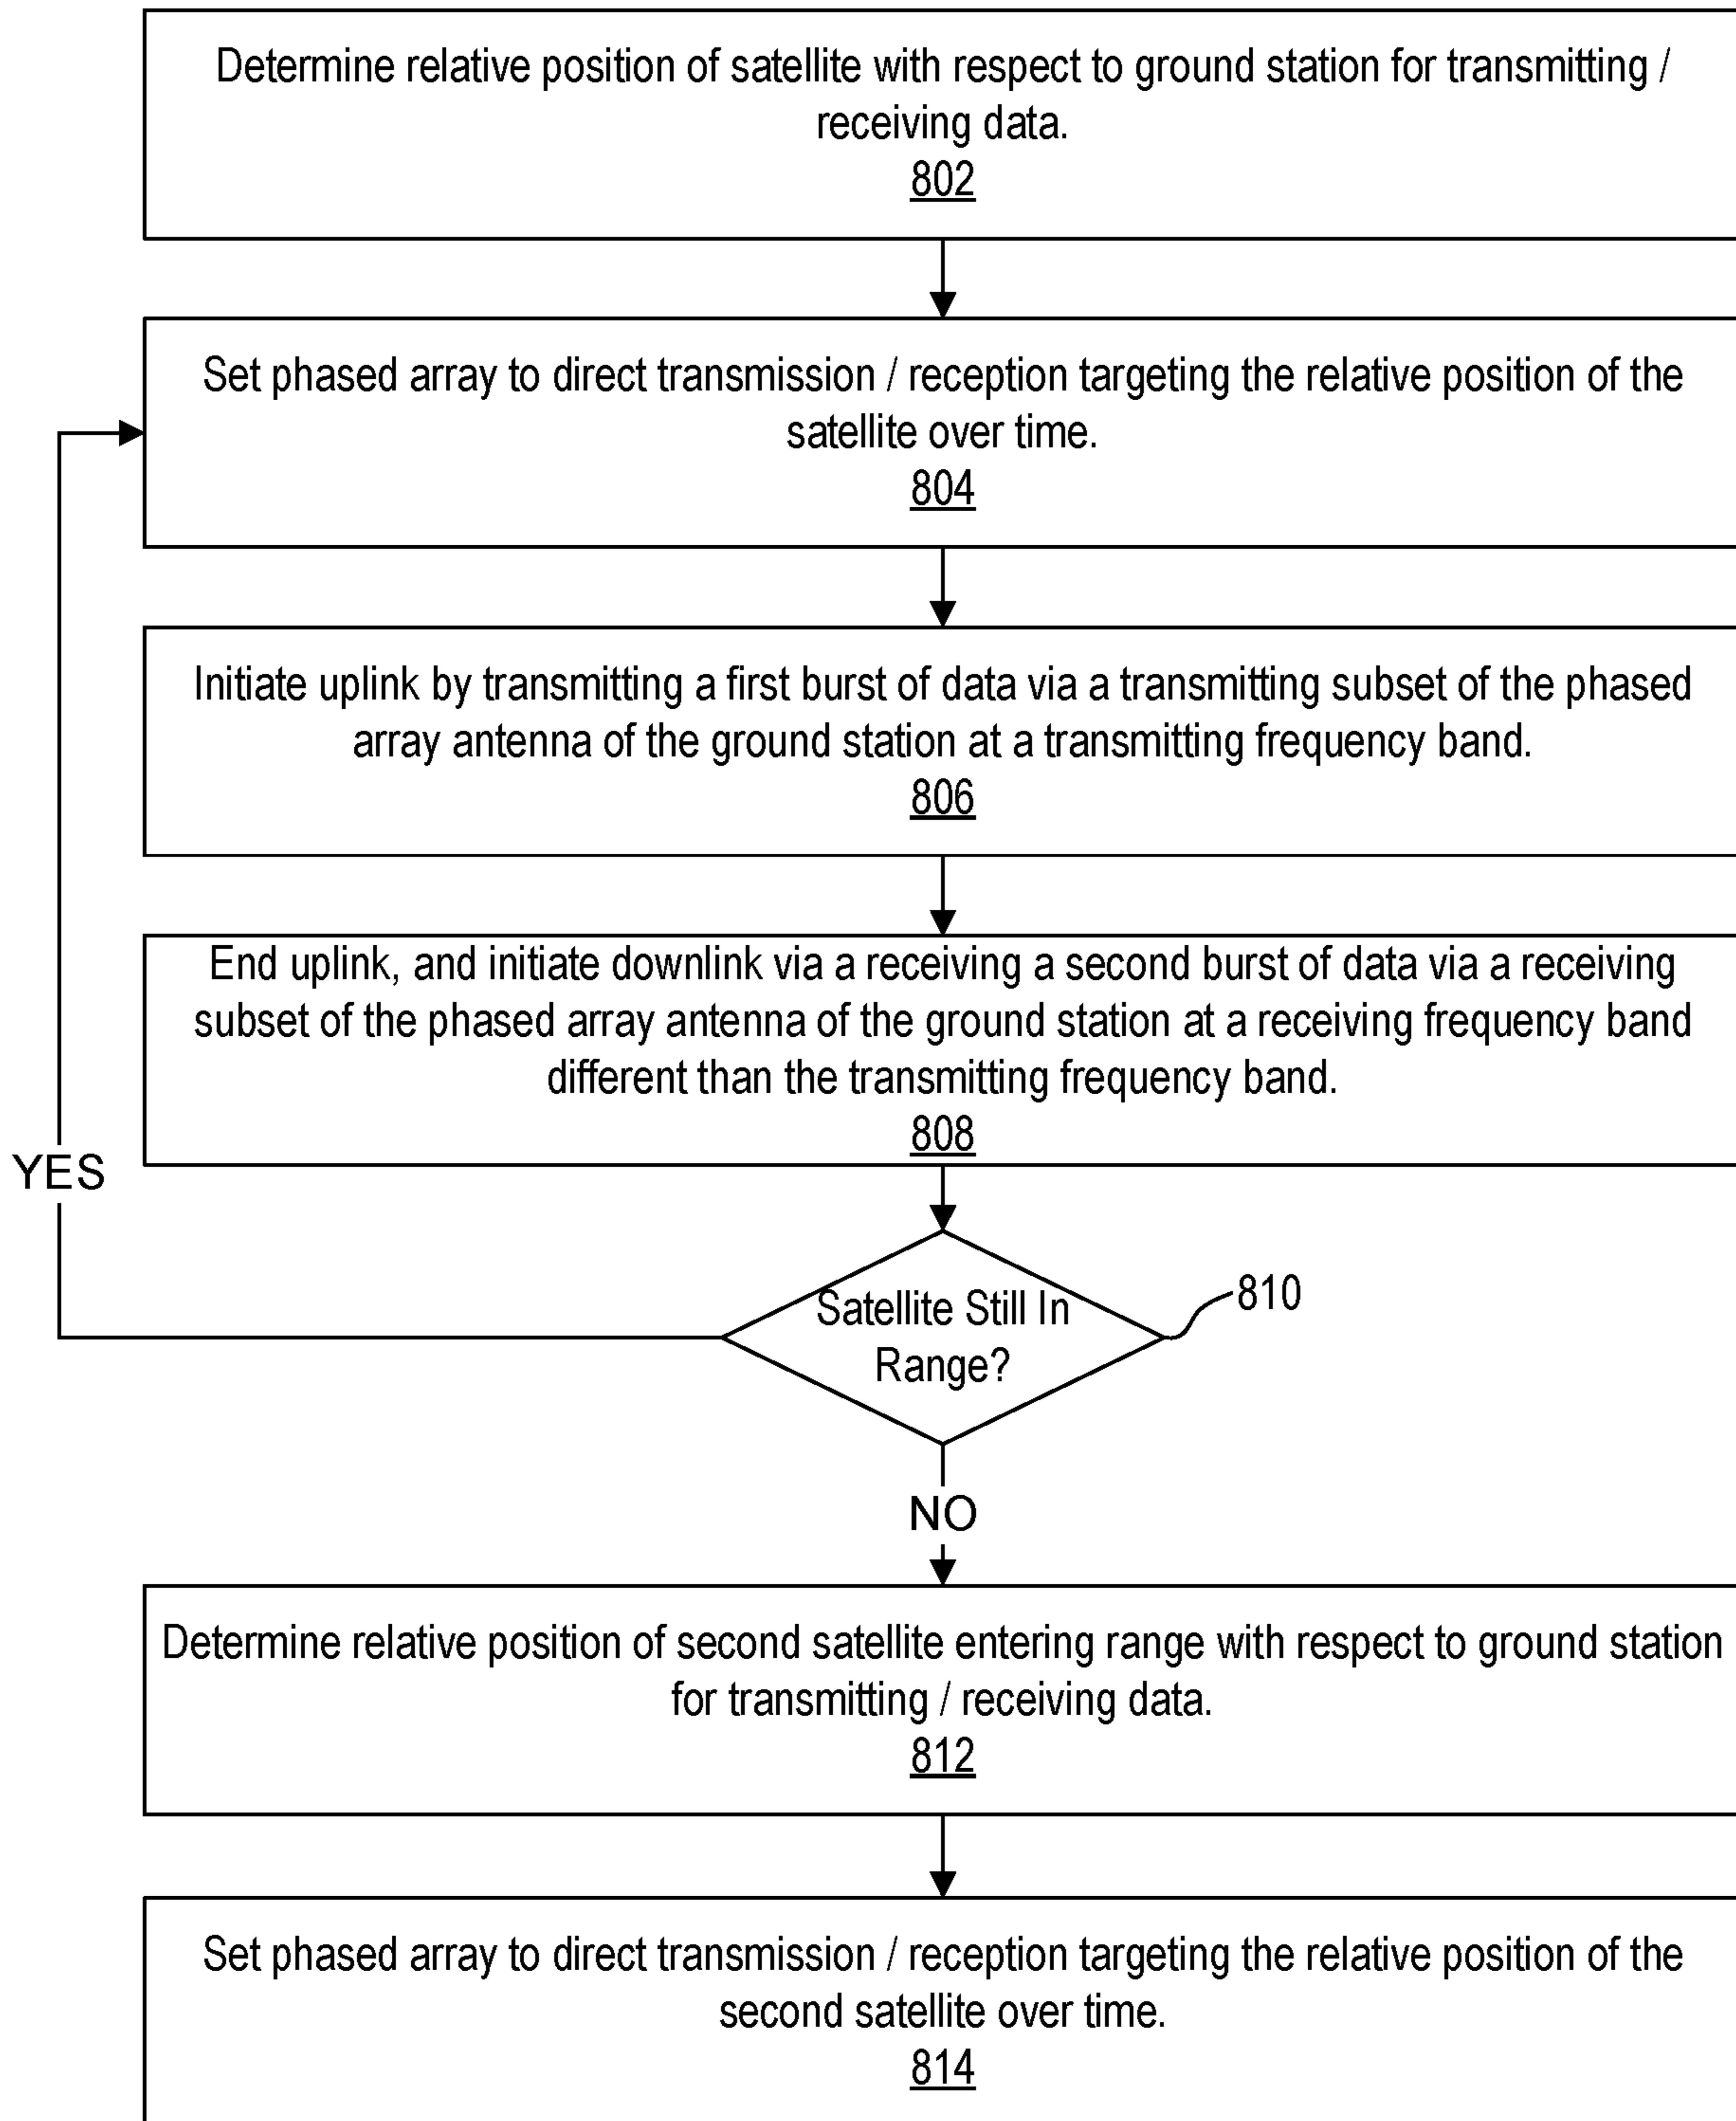 Determine relative position of satellite with respect to ground station for transmitting /
receiving data.
802
Set phased array to direct transmission / reception targeting the relative position of the
satellite over time.
804
Initiate uplink by transmitting a first burst of data via a transmitting subset of the phased
array antenna of the ground station at a transmitting frequency band.
806
End uplink, and initiate downlink via a receiving a second burst of data via a receiving
subset of the phased array antenna of the ground station at a receiving frequency band
different than the transmitting frequency band.
808
YES
Satellite Still In
Range?
810
NO
Determine relative position of second satellite entering range with respect to ground station
for transmitting / receiving data.
812
Set phased array to direct transmission / reception targeting the relative position of the
second satellite over time.
814